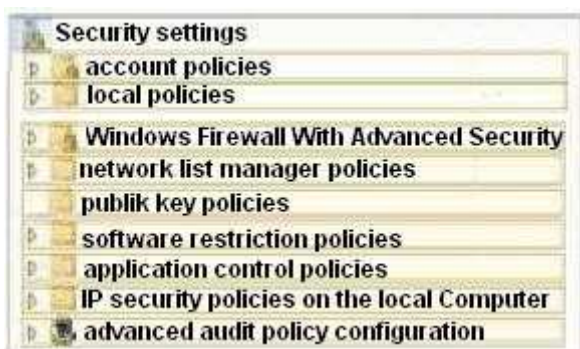 Security settings
account policies
local policies
Windows Firewall With Advanced Security
network list manager policies
publik key policies
software restriction policies
application control policies
IP security policies on the local Computer
advanced audit policy configuration